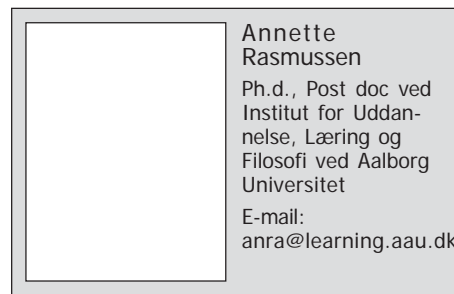 Annette
Rasmussen
Ph.d., Post doc ved
Institut for Uddan-
nelse, Læring og
Filosofi ved Aalborg
Universitet
E-mail:
anra@learning.aau.dk